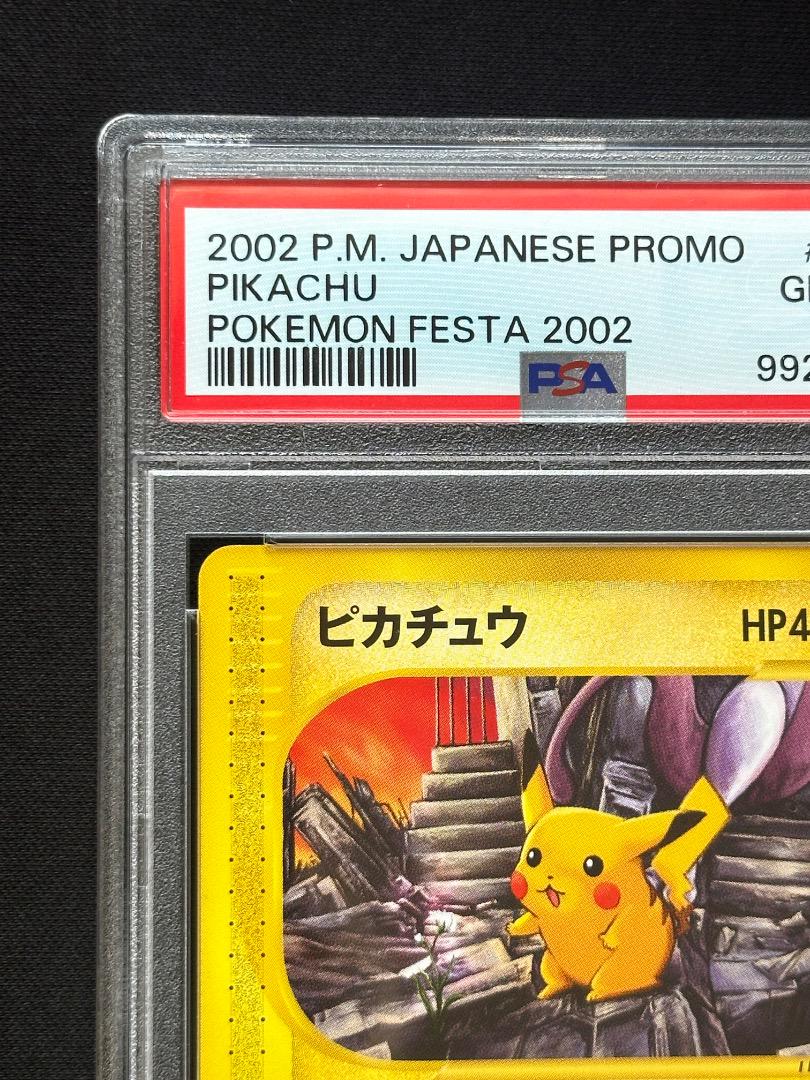 2002 P.M. JAPANESE PROMO
PIKACHU
POKEMON FESTA 2002
PSA
ピカチュウ